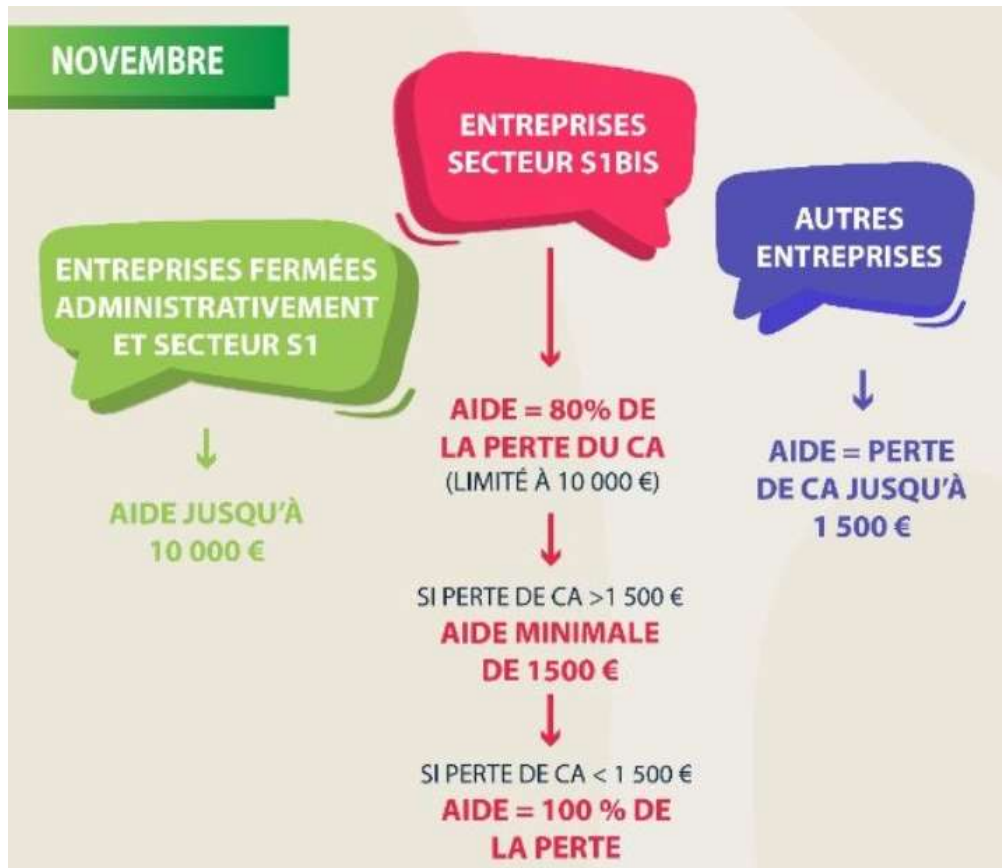 NOVEMBRE
ENTREPRISES FERMÉES
ADMINISTRATIVEMENT
ET SECTEUR S1
AIDE JUSQU'À
10 000 €
ENTREPRISES
SECTEUR S1BIS
AIDE = 80% DE
LA PERTE DU CA
(LIMITÉ À 10 000 €)
SI PERTE DE CA >1 500 €
AIDE MINIMALE
DE 1500 €
SI PERTE DE CA < 1 500 €
AIDE = 100 % DE
LA PERTE
AUTRES
ENTREPRISES
AIDE = PERTE
DE CA JUSQU'À
1 500 €